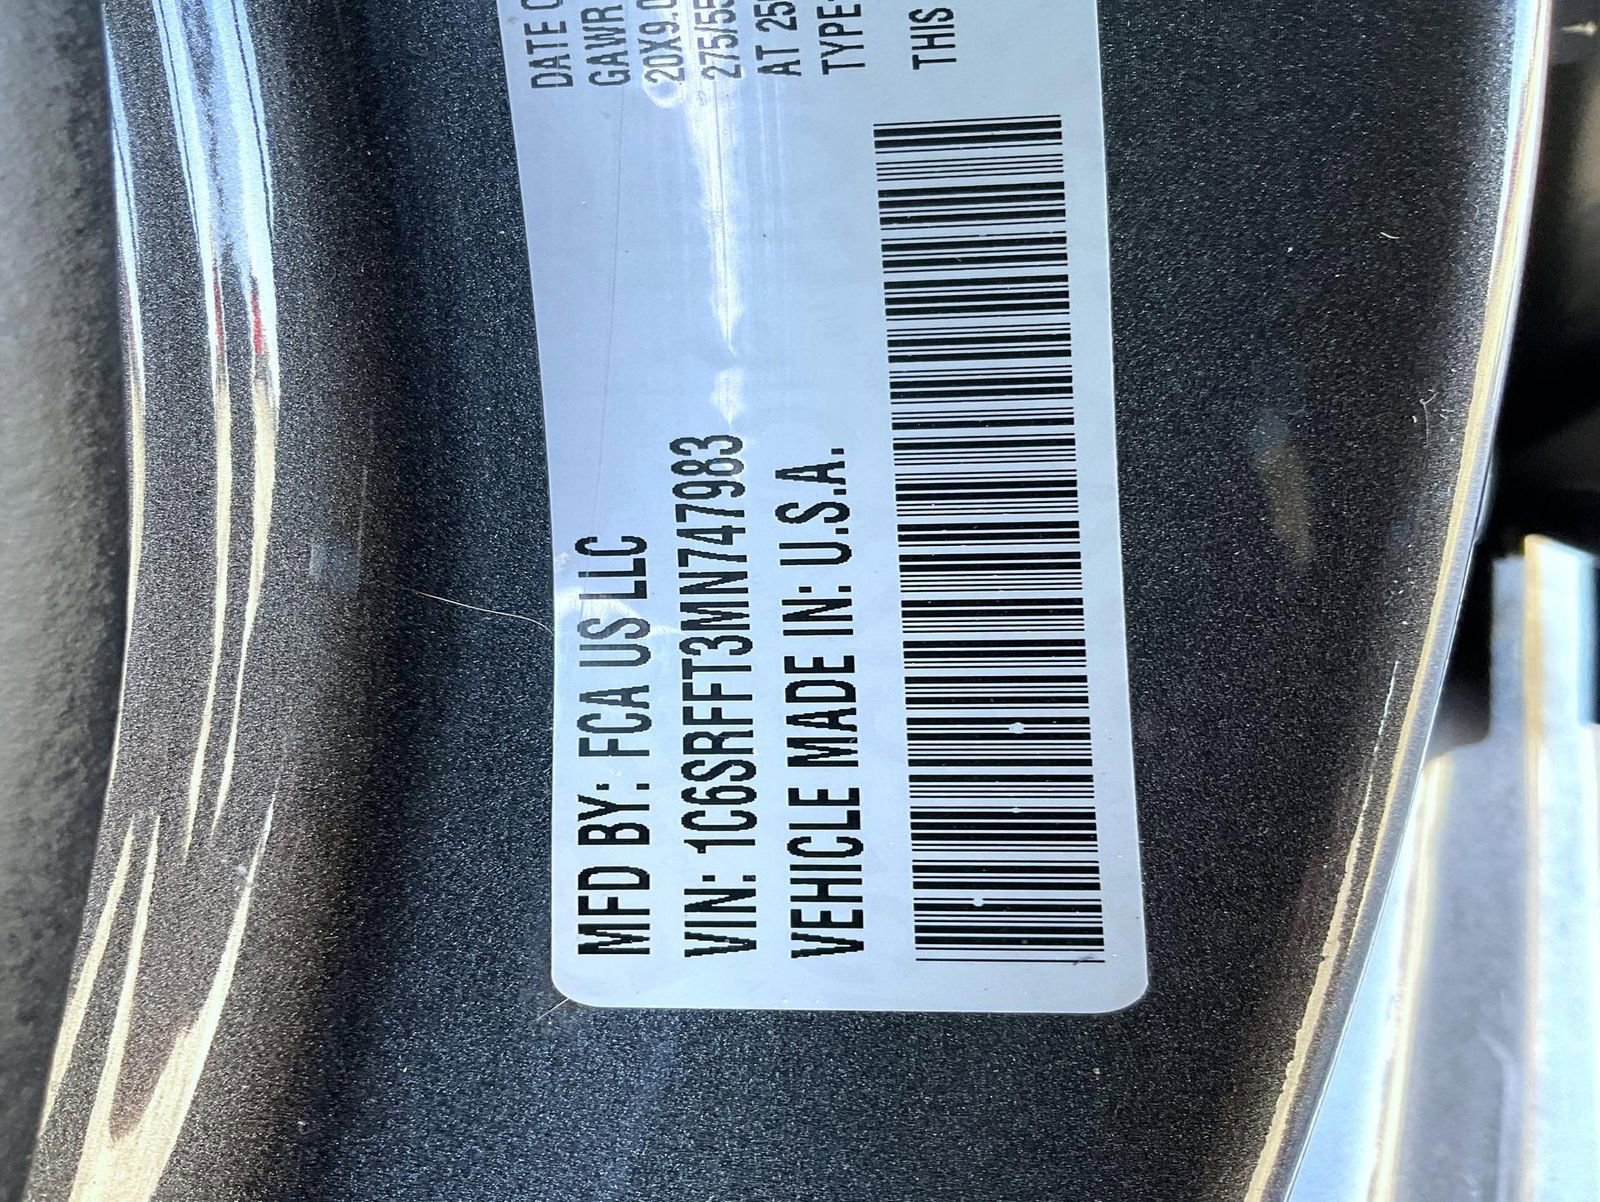 MFD BY: FCA US LLC
VIN: 1C6SRFFT3MN747983
VEHICLE MADE IN: U.S.A.
DATE O
GAWR
20X9.0
275/55
AT 25
TYPE:
THIS